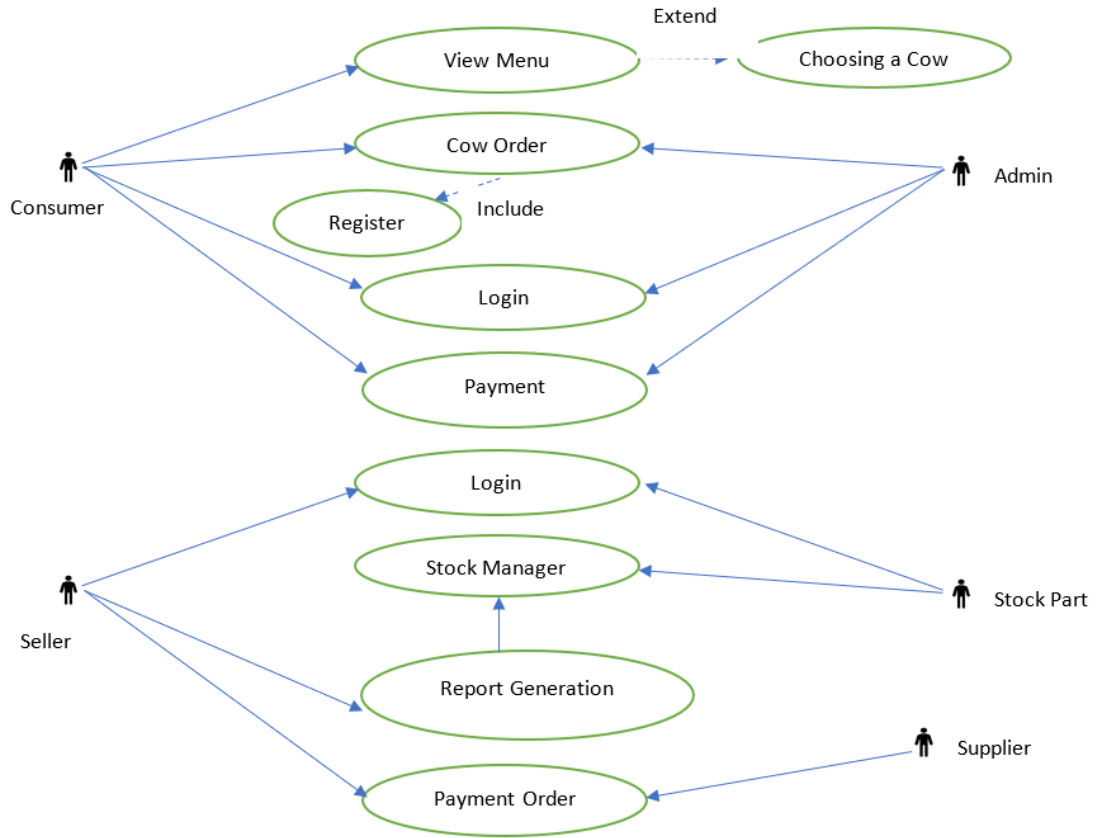 Extend
View Menu
Choosing a Cow
Cow Order
Admin
Consumer
Include
Register
Login
Payment
Login
Stock Manager
Stock Part
Seller
Report Generation
Supplier
Payment Order